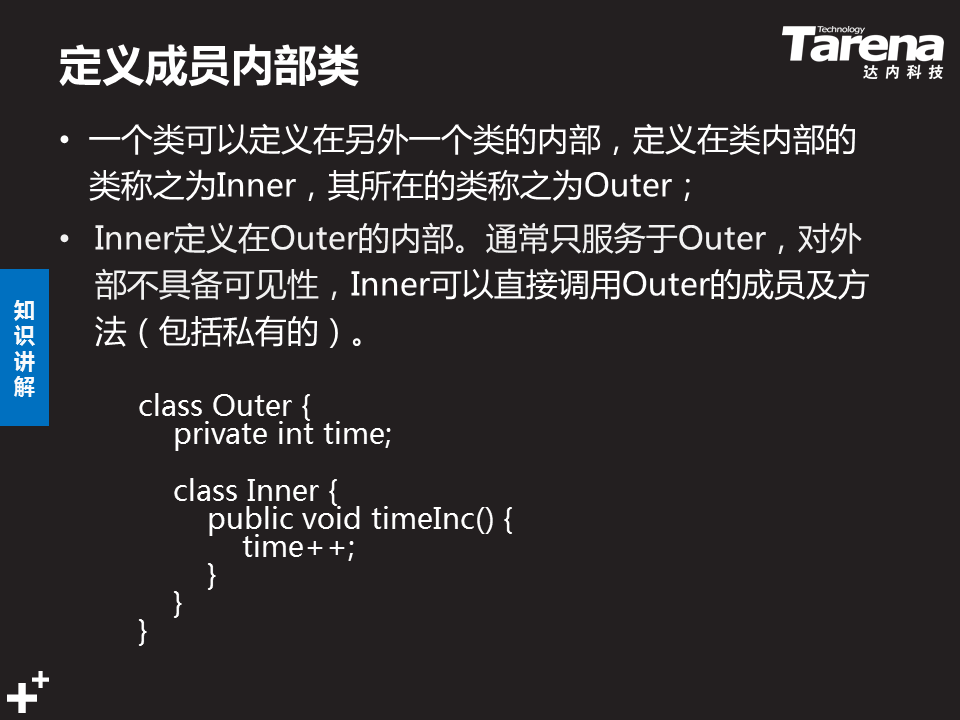 定义成员内部类
Technology
Tarena
达内科技
• 一个类可以定义在另外一个类的内部，定义在类内部的
类称之为Inner，其所在的类称之为Outer；
• Inner定义在Outer的内部。通常只服务于Outer，对外
部不具备可见性，Inner可以直接调用Outer的成员及方
法（包括私有的）。
知
识
讲
解
class Outer {
    private int time;
    class Inner {
        public void timeInc() {
            time++;
        }
    }
}